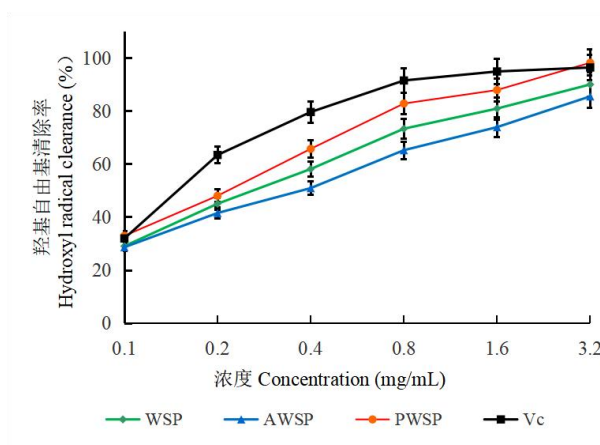 羟基自由基清除率
Hydroxyl radical clearance (%)
100
80
60
40
20
0
0.1 0.2 0.4 0.8 1.6 3.2
浓度 Concentration (mg/mL)
WSP AWSP PWSP Vc